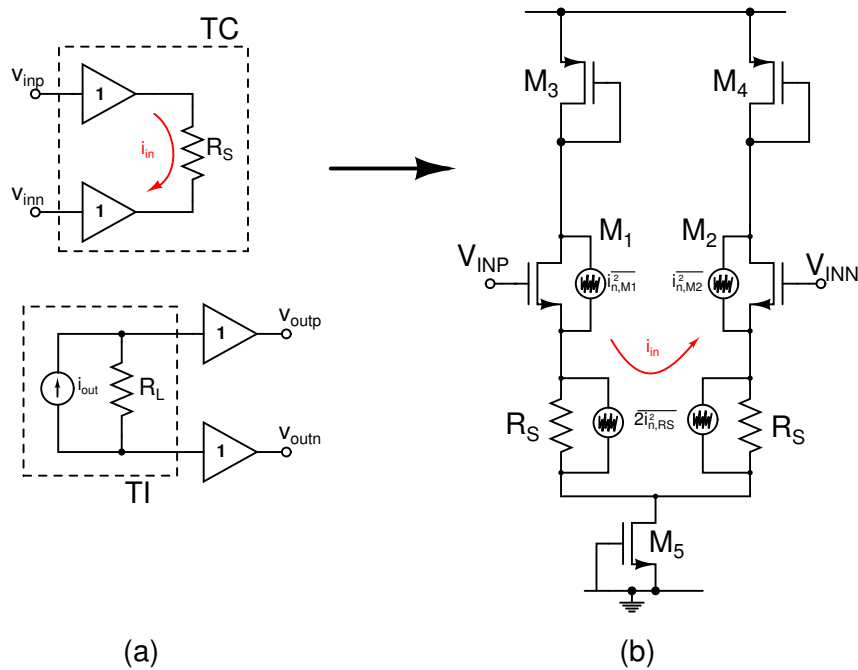 TC
v_inp
1
i_in
R_S
v_inn
1
i_out
R_L
TI
1
v_outp
1
v_outn
(a)
M_3
M_4
M_1
M_2
V_INP
V_INN
i²_n,M1
i²_n,M2
i_in
R_S
2i²_n,RS
R_S
M_5
(b)